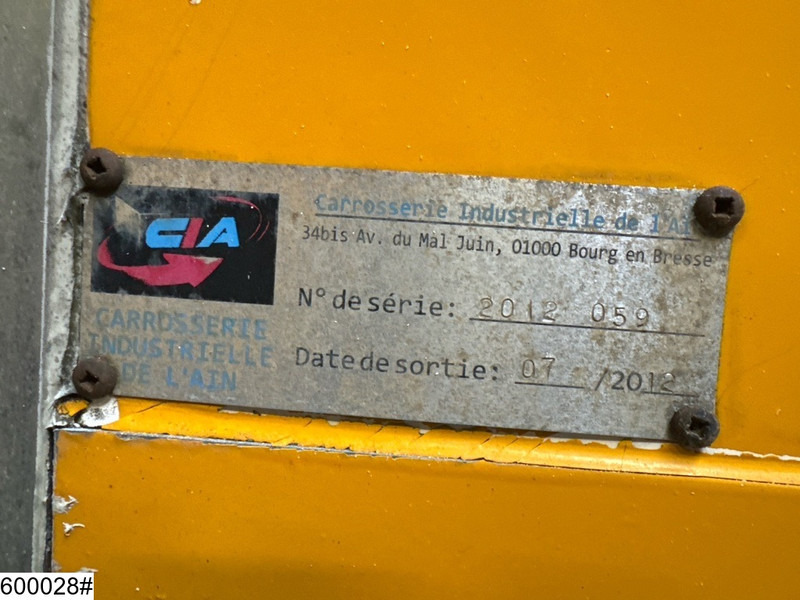 CIA
CARROSSERIE
INDUSTRIELLE
DE L'AIN
Carrosserie Industrielle de l'Ain
34bis Av. du Mal Juin, 01000 Bourg en Bresse
N° de série: 2012 059
Date de sortie: 07 /2012
600028#